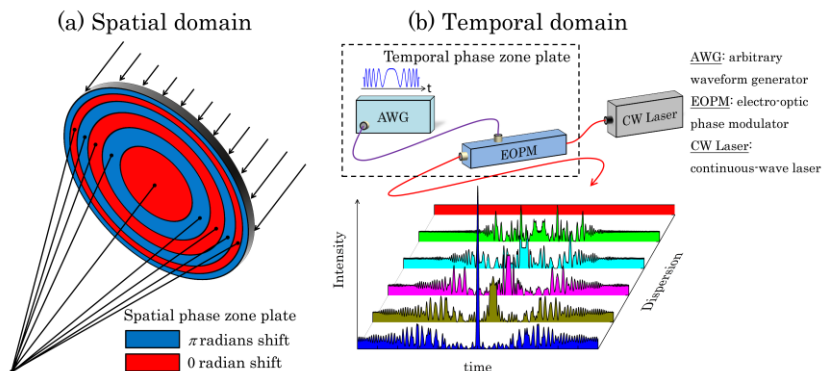 (a) Spatial domain
Spatial phase zone plate
π radians shift
0 radian shift
(b) Temporal domain
Temporal phase zone plate
t
AWG
EOPM
CW Laser
AWG: arbitrary
waveform generator
EOPM: electro-optic
phase modulator
CW Laser:
continuous-wave laser
Intensity
Dispersion
time